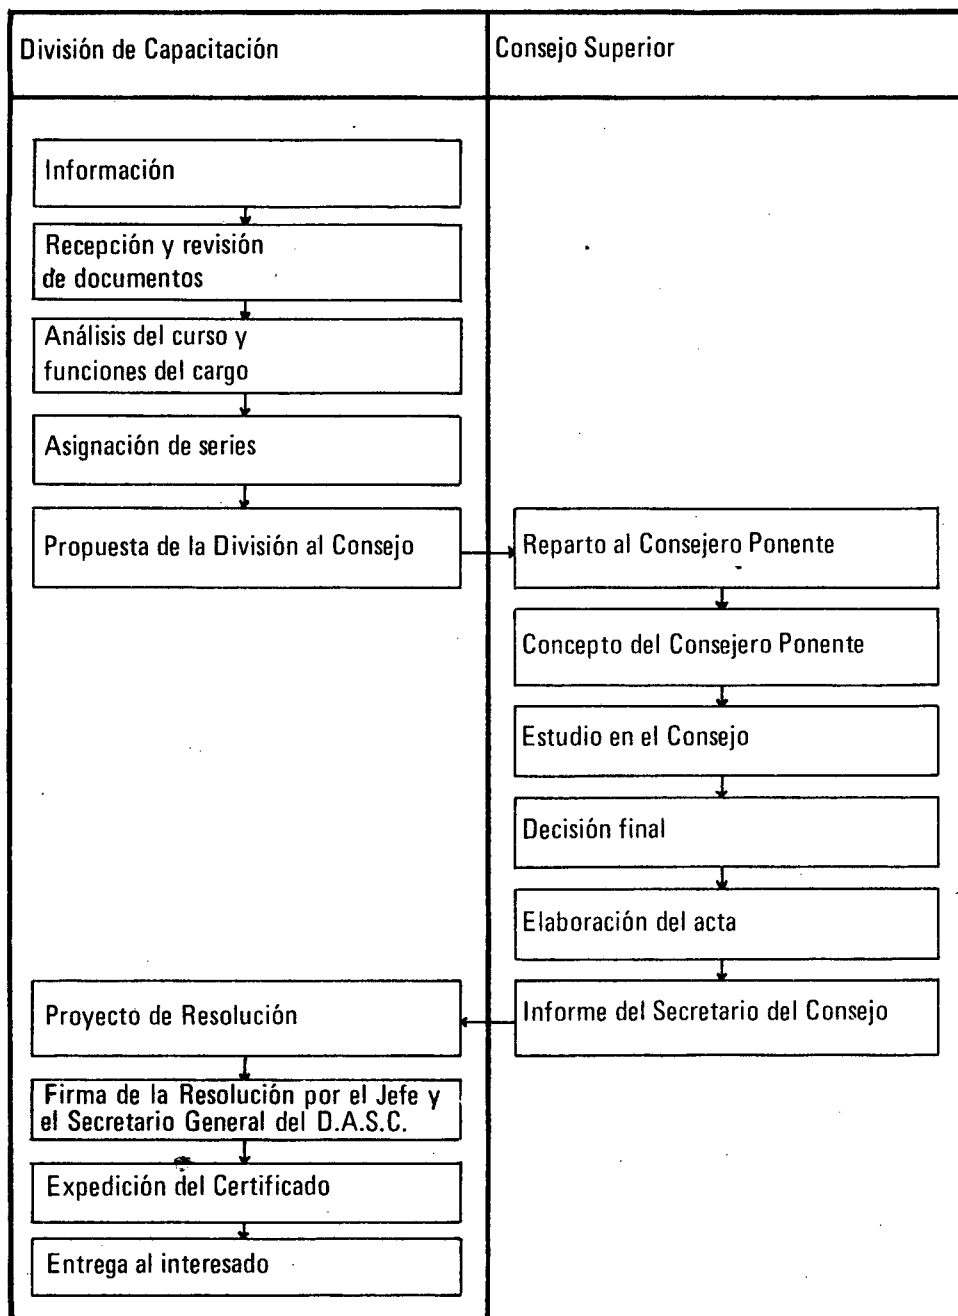 División de Capacitación
Consejo Superior
Información
Recepción y revisión
de documentos
Análisis del curso y
funciones del cargo
Asignación de series
Propuesta de la División al Consejo
Reparto al Consejero Ponente
Concepto del Consejero Ponente
Estudio en el Consejo
Decisión final
Elaboración del acta
Informe del Secretario del Consejo
Proyecto de Resolución
Firma de la Resolución por el Jefe y
el Secretario General del D.A.S.C.
Expedición del Certificado
Entrega al interesado